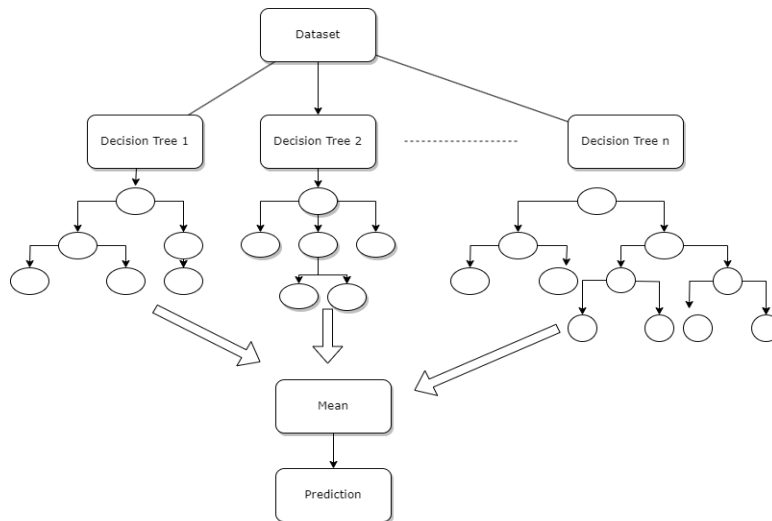 Dataset
Decision Tree 1
Decision Tree 2
Decision Tree n
Mean
Prediction